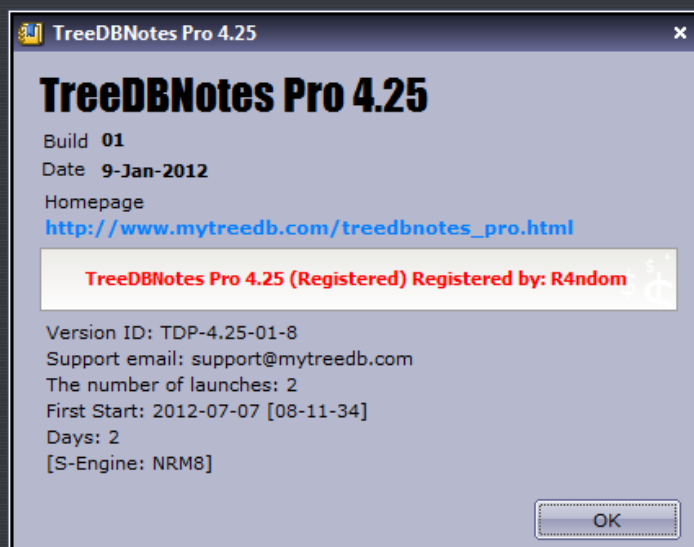 TreeDBNotes Pro 4.25
TreeDBNotes Pro 4.25
Build 01
Date 9-Jan-2012
Homepage
http://www.mytreedb.com/treedbnotes_pro.html
TreeDBNotes Pro 4.25 (Registered) Registered by: R4ndom
Version ID: TDP-4.25-01-8
Support email: support@mytreedb.com
The number of launches: 2
First Start: 2012-07-07 [08-11-34]
Days: 2
[S-Engine: NRM8]
OK